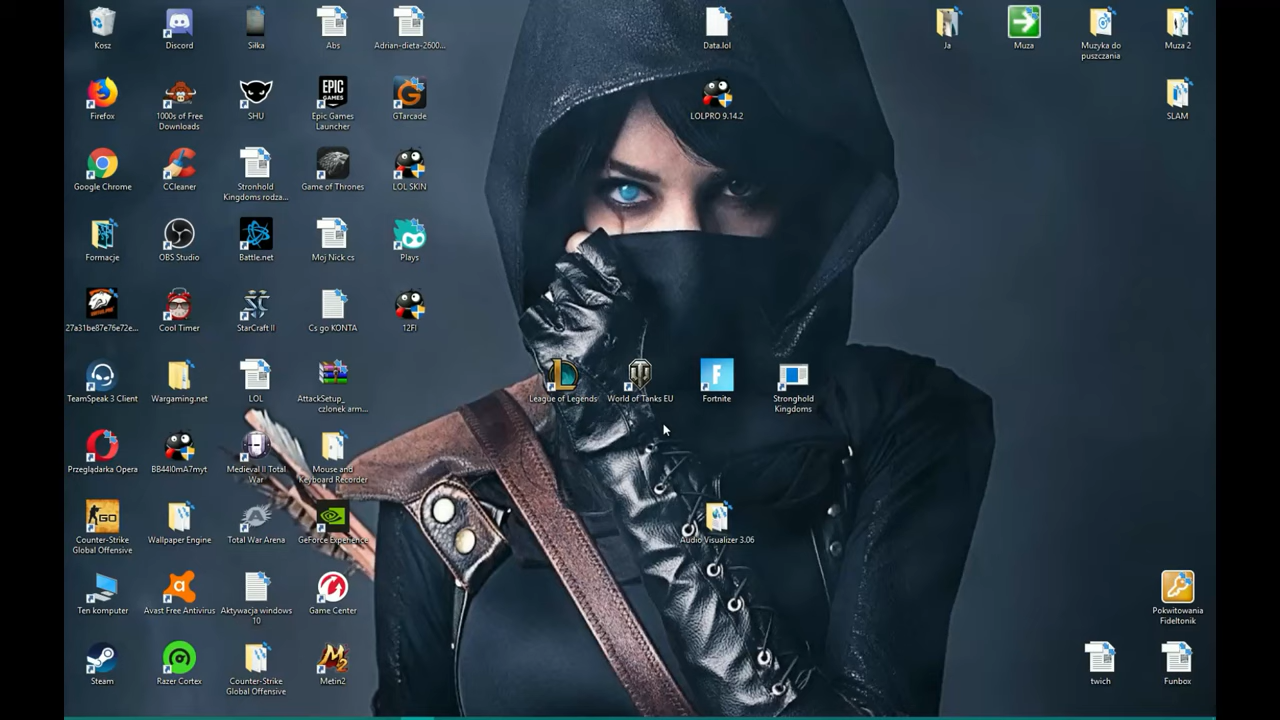 Kosz
Discord
Siłka
Abs
Adrian-dieta-2600...
Data.lol
Ja
Muza
Muzyka do
puszczania
Muza 2
Firefox
1000s of Free
Downloads
SHU
EPIC
GAMES
Epic Games
Launcher
GTarcade
LOLPRO 9.14.2
SLAM
Google Chrome
CCleaner
Stronhold
Kingdoms rodza...
Game of Thrones
LOL SKIN
Formacje
OBS Studio
Battle.net
Moj Nick cs
Plays
27a31be87e76e72e...
Cool Timer
StarCraft II
Cs go KONTA
12FI
TeamSpeak 3 Client
Wargaming.net
LOL
AttackSetup_
czlonek arm...
League of Legends
World of Tanks EU
Fortnite
Stronghold
Kingdoms
Przeglądarka Opera
BB44I0mA7myt
Medieval II Total
War
Mouse and
Keyboard Recorder
GO
Counter-Strike
Global Offensive
Wallpaper Engine
Total War Arena
GeForce Experience
Audio Visualizer 3.06
Ten komputer
Avast Free Antivirus
Aktywacja windows
10
Game Center
Pokwitowania
Fideltonik
Steam
Razer Cortex
Counter-Strike
Global Offensive
Metin2
twich
Funbox